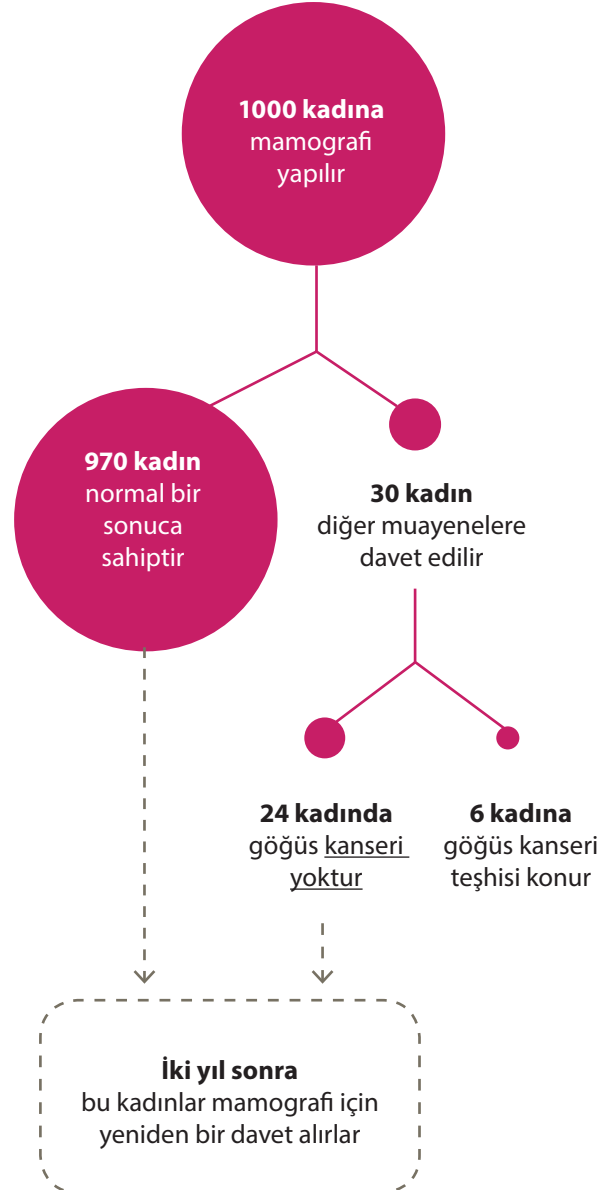 1000 kadına
mamografi
yapılır
970 kadın
normal bir
sonuca
sahiptir
30 kadın
diğer muayenelere
davet edilir
24 kadında
göğüs kanseri
yoktur
6 kadına
göğüs kanseri
teşhisi konur
İki yıl sonra
bu kadınlar mamografi için
yeniden bir davet alırlar